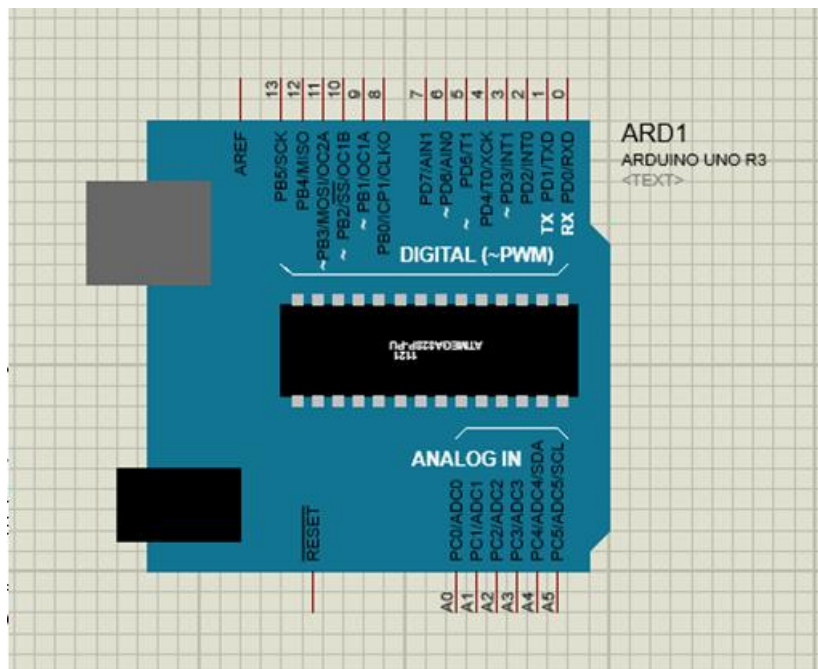 13
12
11
10
9
8
7
6
5
4
3
2
1
0
AREF
PB5/SCK
PB4/MISO
~PB3/MOSI/OC2A
~PB2/SS/OC1B
~PB1/OC1A
PB0/ICP1/CLKO
PD7/AIN1
~PD6/AIN0
~PD5/T1
PD4/T0/XCK
~PD3/INT1
PD2/INT0
TX PD1/TXD
RX PD0/RXD
ARD1
ARDUINO UNO R3
<TEXT>
DIGITAL (~PWM)
ATMEGA328P-PU
1121
ANALOG IN
RESET
PC0/ADC0
PC1/ADC1
PC2/ADC2
PC3/ADC3
PC4/ADC4/SDA
PC5/ADC5/SCL
A0
A1
A2
A3
A4
A5